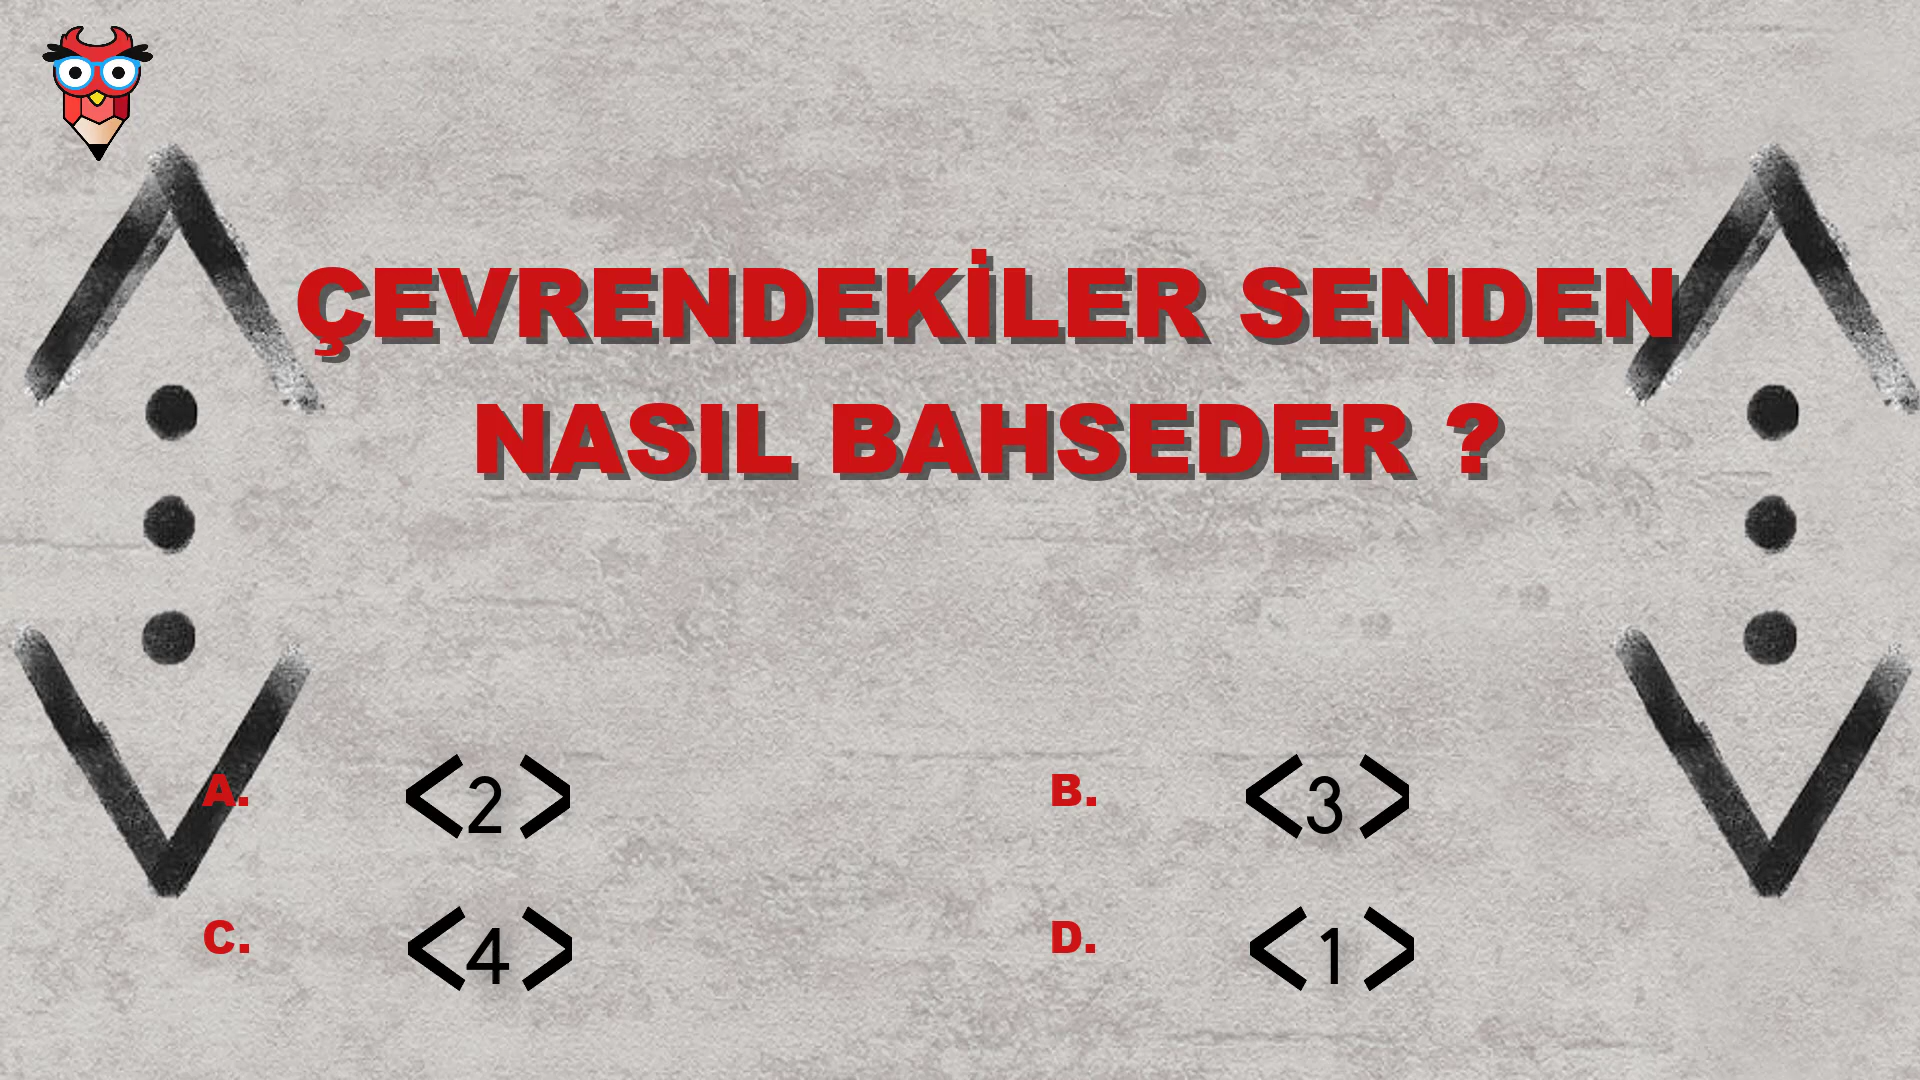 ÇEVRENDEKİLER SENDEN
NASIL BAHSEDER ?
A. <2 >
B. <3 >
C. <4 >
D. <1 >